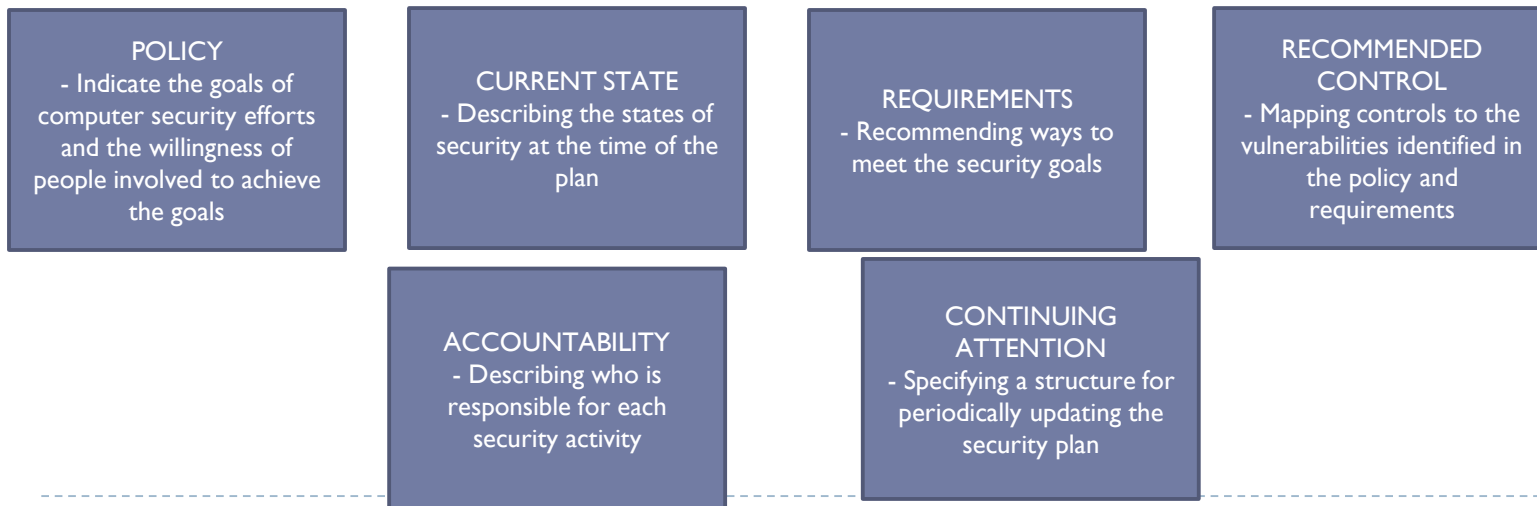 POLICY
- Indicate the goals of
computer security efforts
and the willingness of
people involved to achieve
the goals
CURRENT STATE
- Describing the states of
security at the time of the
plan
REQUIREMENTS
- Recommending ways to
meet the security goals
RECOMMENDED
CONTROL
- Mapping controls to the
vulnerabilities identified in
the policy and
requirements
ACCOUNTABILITY
- Describing who is
responsible for each
security activity
CONTINUING
ATTENTION
- Specifying a structure for
periodically updating the
security plan